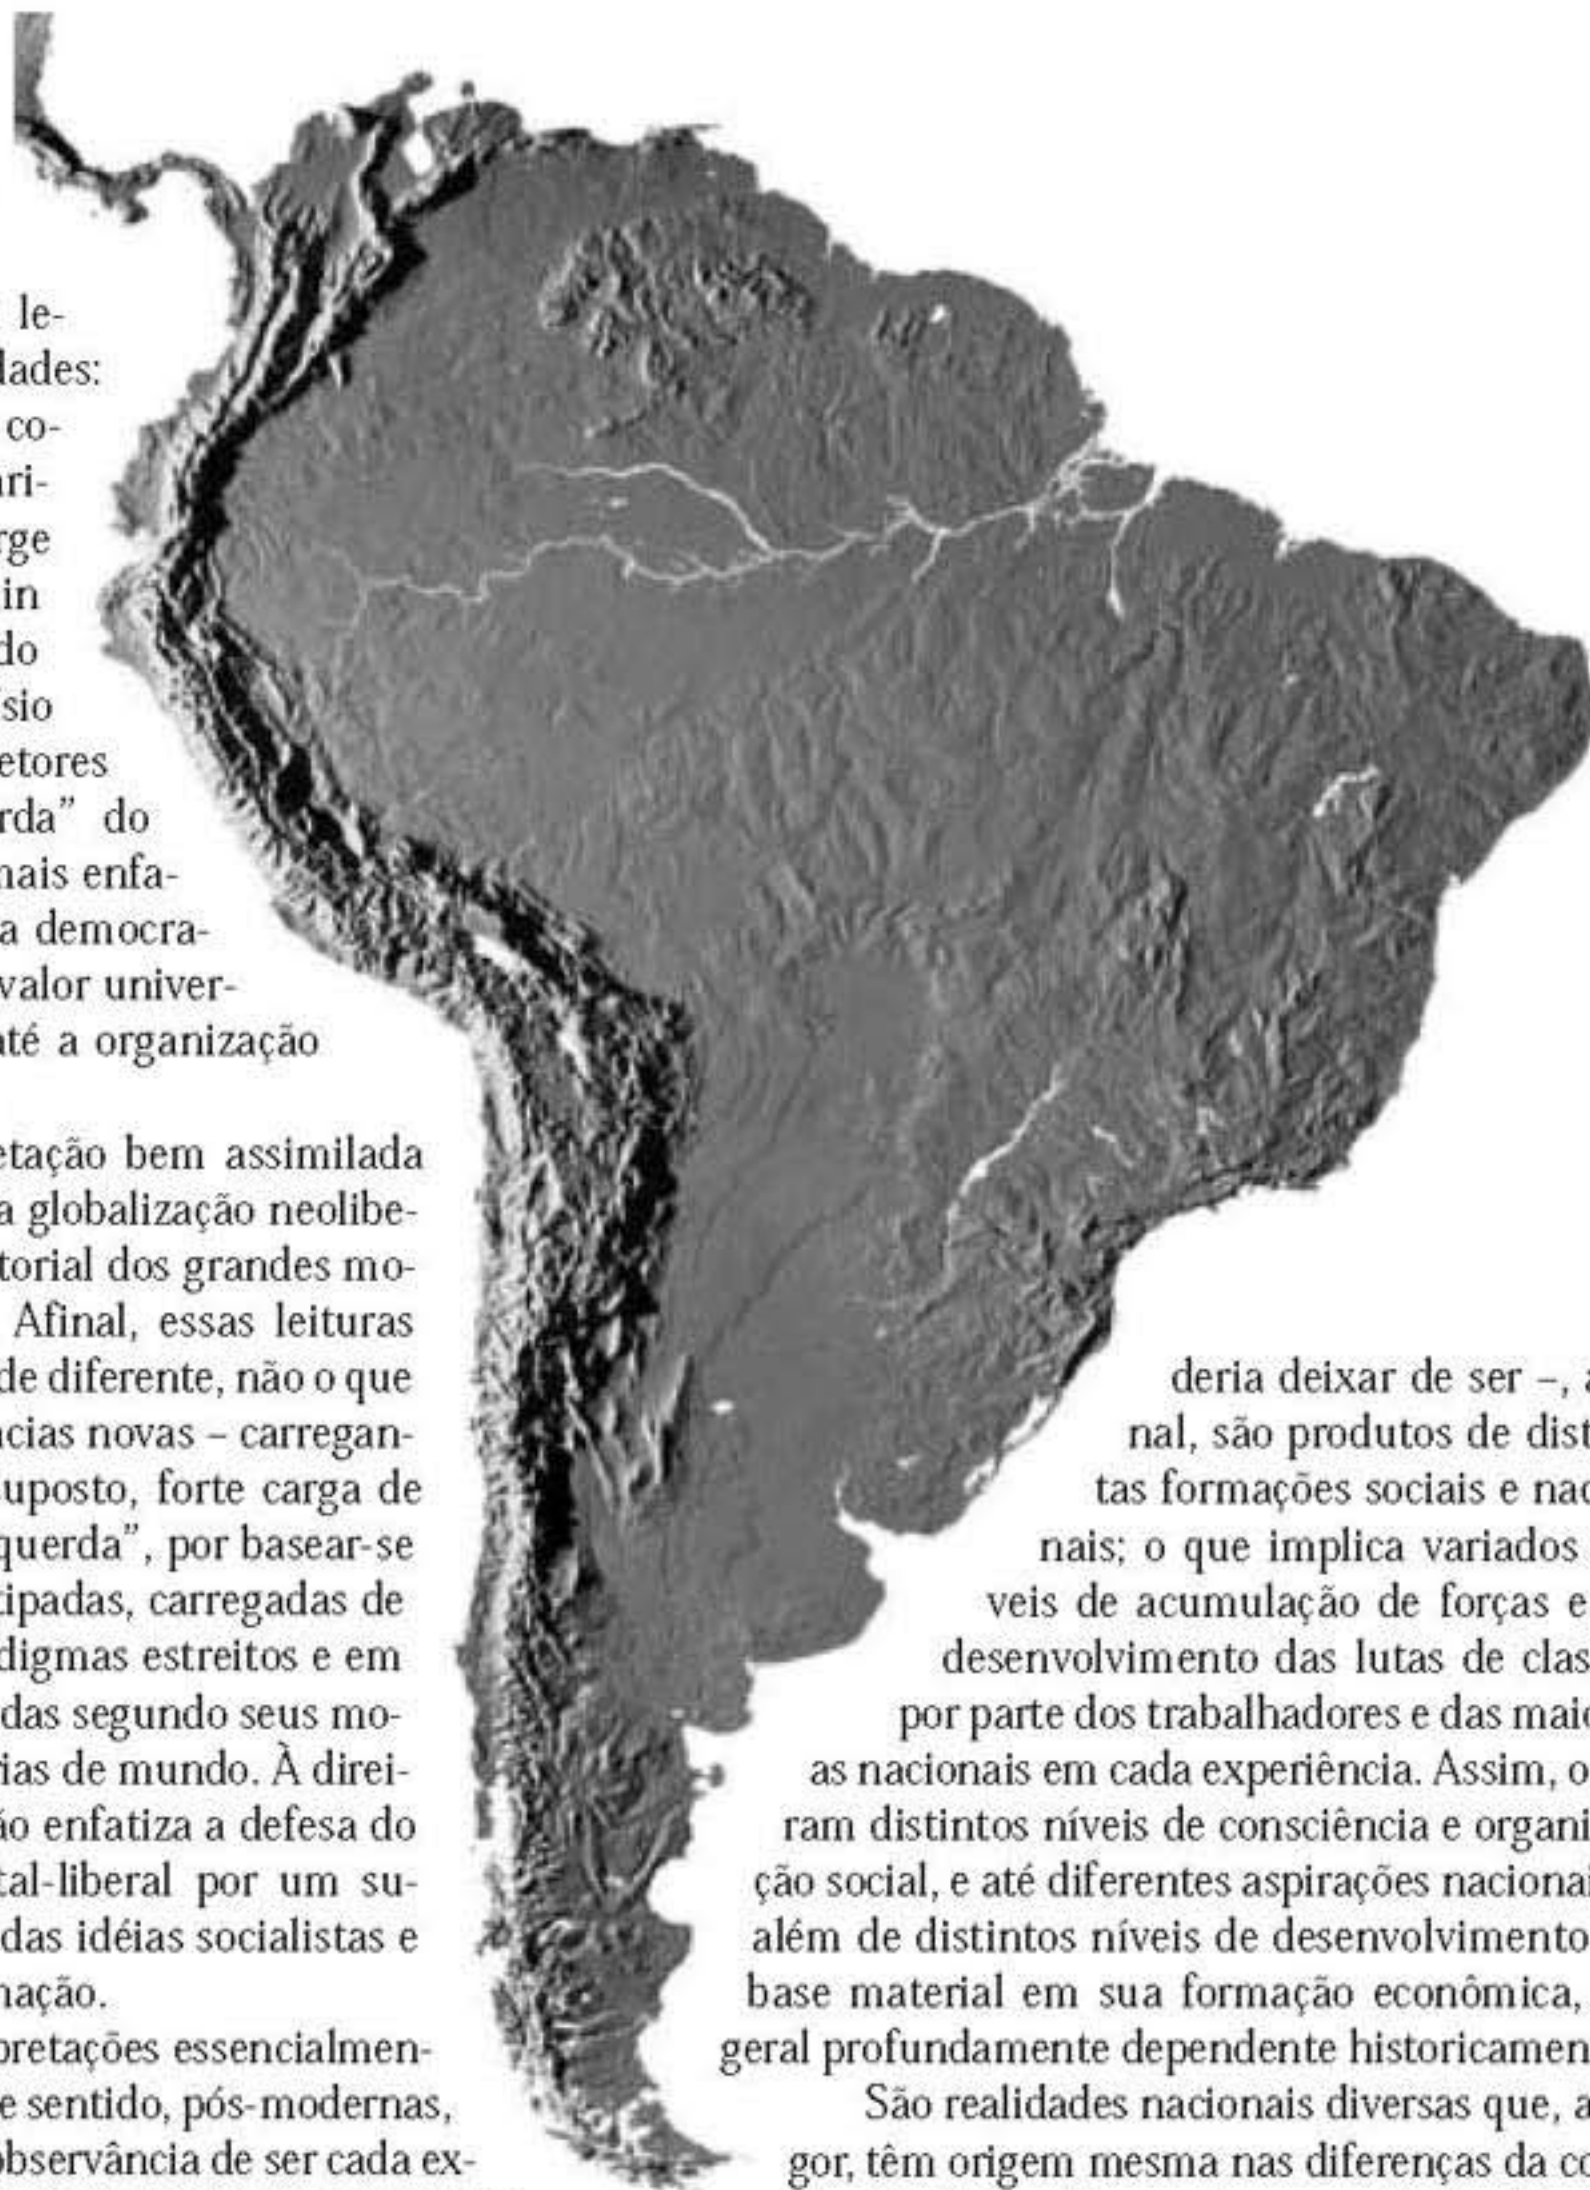 le-
dades:
co-
ari-
rge
in
do
sio
etores
rda” do
mais enfa-
a democra-
valor univer-
até a organização
etação bem assimilada
a globalização neolibe-
torial dos grandes mo-
Afinal, essas leituras
de diferente, não o que
ncias novas – carregan-
suposto, forte carga de
querda”, por basear-se
tipadas, carregadas de
digmas estreitos e em
das segundo seus mo-
rias de mundo. À direi-
ão enfatiza a defesa do
tal-liberal por um su-
das idéias socialistas e
mação.
pretações essencialmen-
e sentido, pós-modernas,
observância de ser cada ex-
deria deixar de ser –, a
nal, são produtos de dist
tas formações sociais e nac
nais; o que implica variados
veis de acumulação de forças e
desenvolvimento das lutas de clas
por parte dos trabalhadores e das maio
as nacionais em cada experiência. Assim, o
ram distintos níveis de consciência e organi
ção social, e até diferentes aspirações nacionai
além de distintos níveis de desenvolvimento
base material em sua formação econômica,
geral profundamente dependente historicamen
São realidades nacionais diversas que, a
gor, têm origem mesma nas diferenças da co